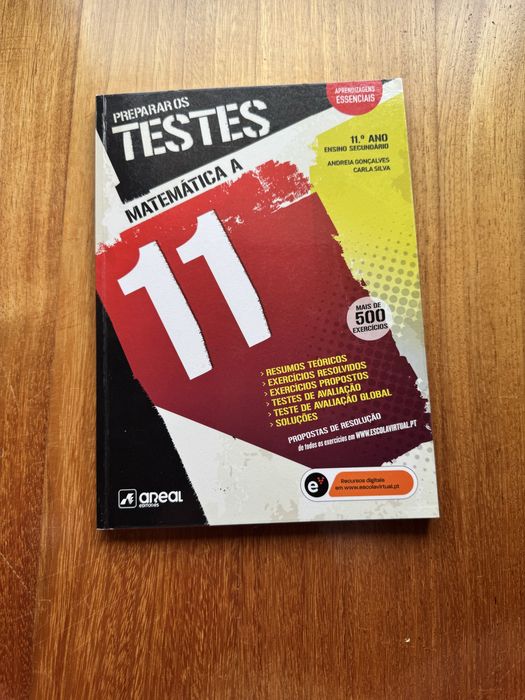 PREPARAR OS
TESTES
MATEMÁTICA A
11
APRENDIZAGENS
ESSENCIAIS
11.º ANO
ENSINO SECUNDÁRIO
ANDREIA GONÇALVES
CARLA SILVA
MAIS DE
500
EXERCÍCIOS
› RESUMOS TEÓRICOS
› EXERCÍCIOS RESOLVIDOS
› EXERCÍCIOS PROPOSTOS
› TESTES DE AVALIAÇÃO
› TESTE DE AVALIAÇÃO GLOBAL
› SOLUÇÕES
PROPOSTAS DE RESOLUÇÃO
de todos os exercícios em WWW.ESCOLAVIRTUAL.PT
Recursos digitais
em www.escolavirtual.pt
areal
editores